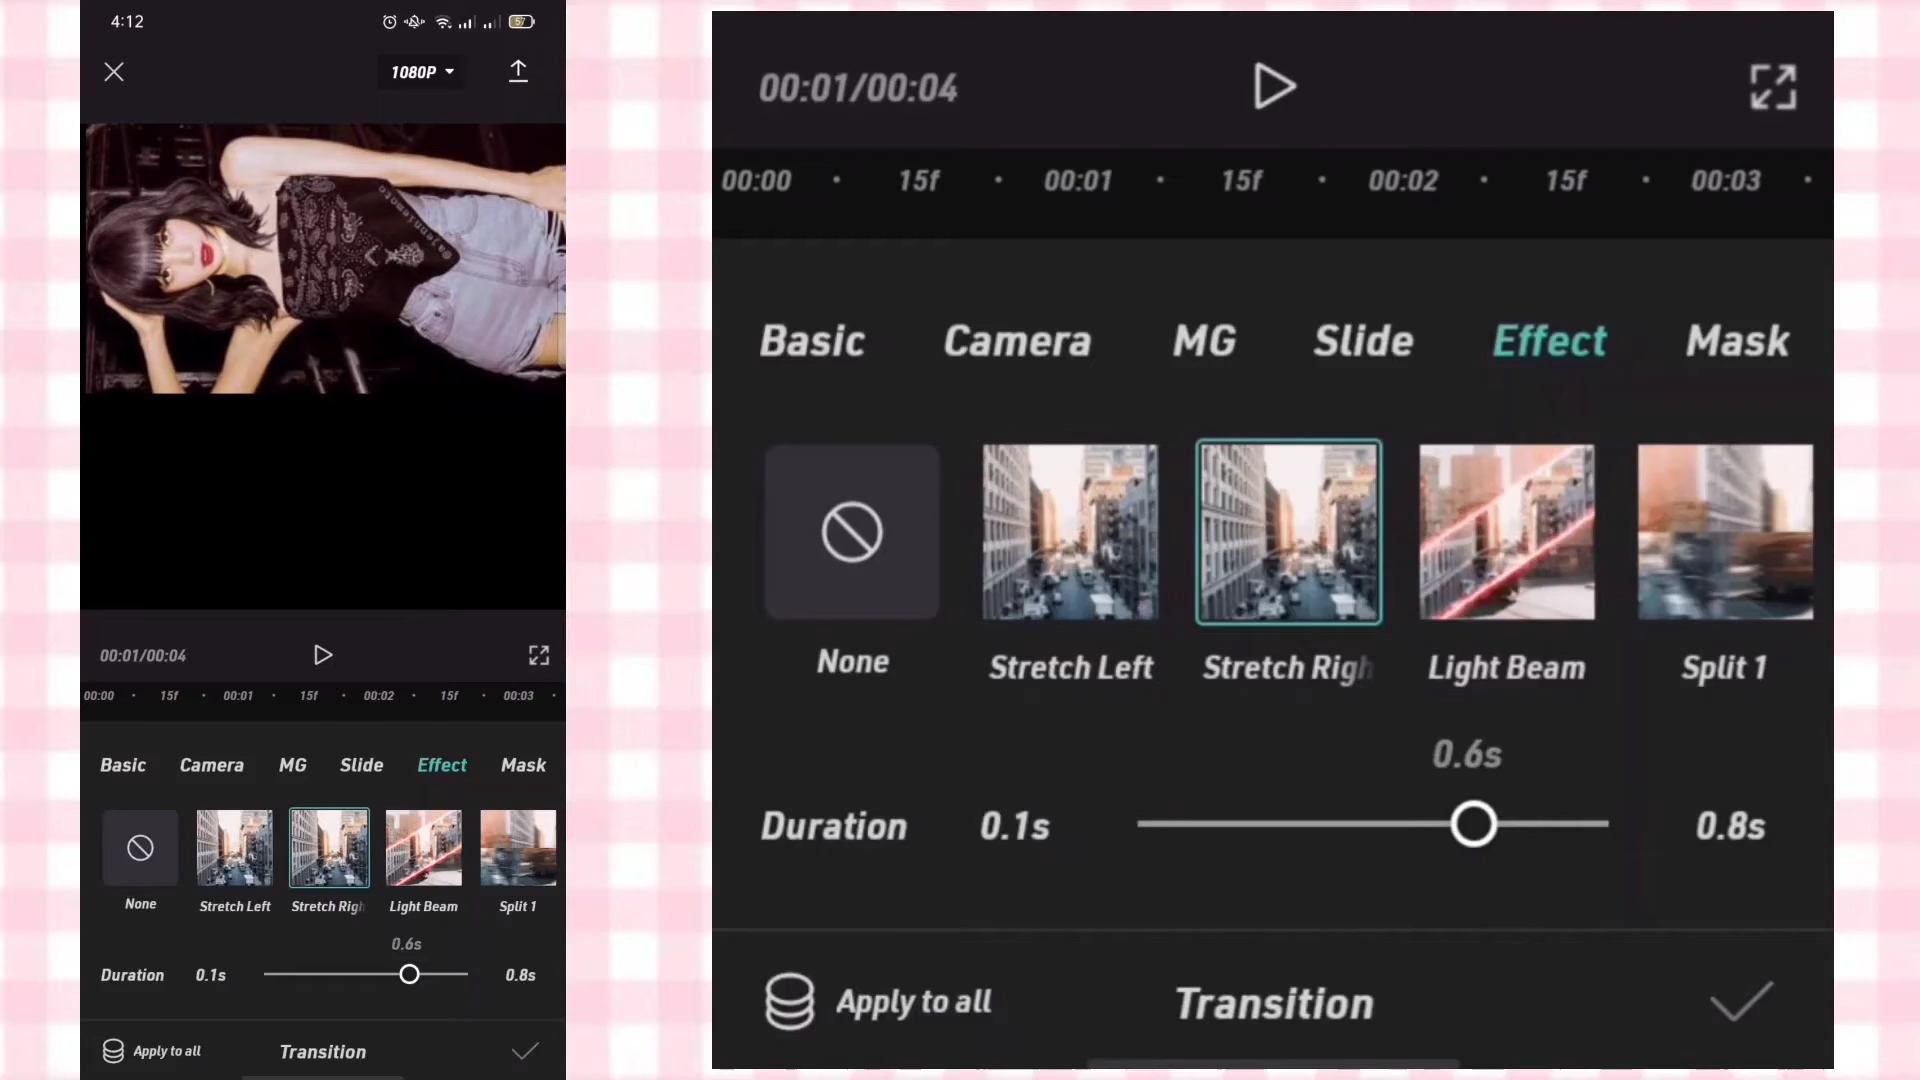 4:12
57
1080P
@ajenniemoto
00:01/00:04
00:00 15f 00:01 15f 00:02 15f 00:03
Basic Camera MG Slide Effect Mask
None Stretch Left Stretch Righ Light Beam Split 1
0.6s
Duration 0.1s 0.8s
Apply to all Transition
00:01/00:04
00:00 15f 00:01 15f 00:02 15f 00:03
Basic Camera MG Slide Effect Mask
None Stretch Left Stretch Righ Light Beam Split 1
0.6s
Duration 0.1s 0.8s
Apply to all Transition